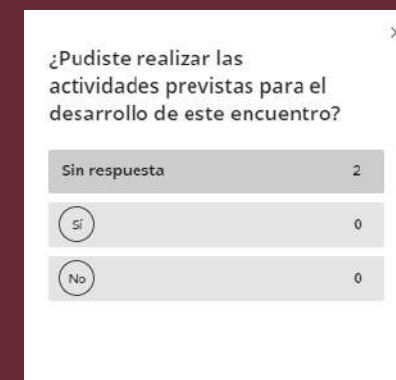 ¿Pudiste realizar las
actividades previstas para el
desarrollo de este encuentro?
Sin respuesta 2
Sí 0
No 0